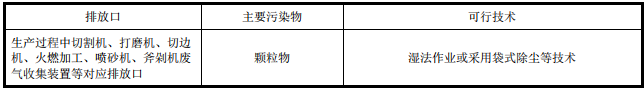 排放口 主要污染物 可行技术
生产过程中切割机、打磨机、切边
机、火燃加工、喷砂机、斧剁机废
气收集装置等对应排放口
颗粒物
湿法作业或采用袋式除尘等技术